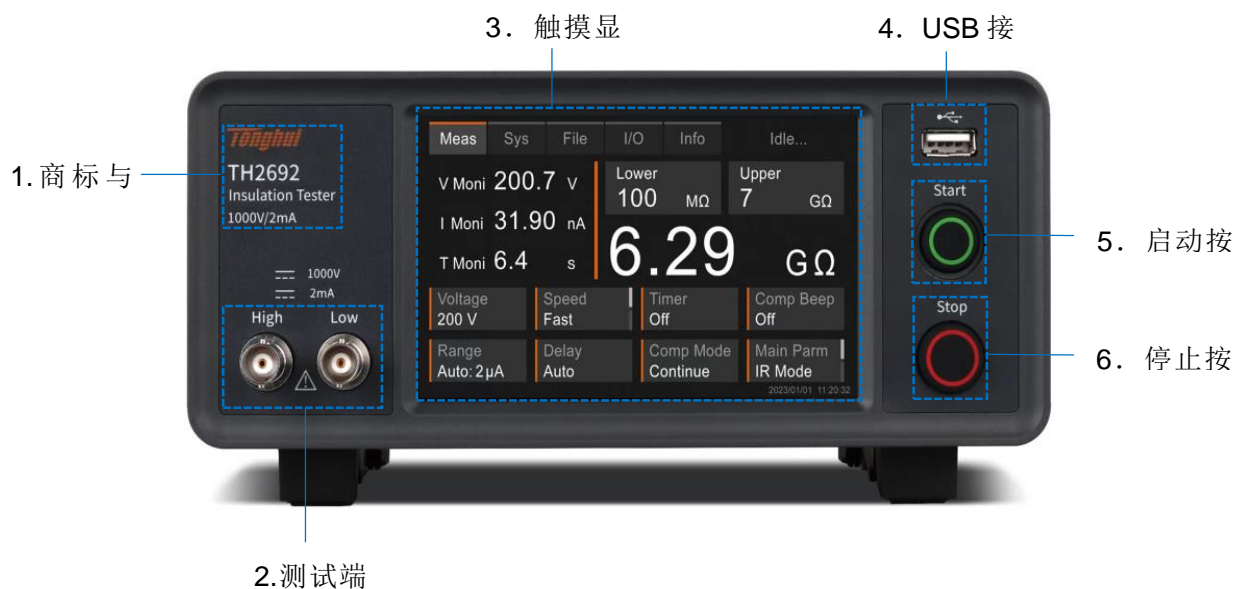 3. 触摸显
4. USB 接
1.商标与
Tonghui
TH2692
Insulation Tester
1000V/2mA
1000V
2mA
High Low
Meas Sys File I/O Info Idle...
V Moni 200.7 V
I Moni 31.90 nA
T Moni 6.4 s
Lower
100 MΩ
Upper
7 GΩ
6.29 GΩ
Voltage
200 V
Speed
Fast
Timer
Off
Comp Beep
Off
Range
Auto: 2μA
Delay
Auto
Comp Mode
Continue
Main Parm
IR Mode
2023/01/01 11:20:32
Start
5. 启动按
Stop
6. 停止按
2.测试端